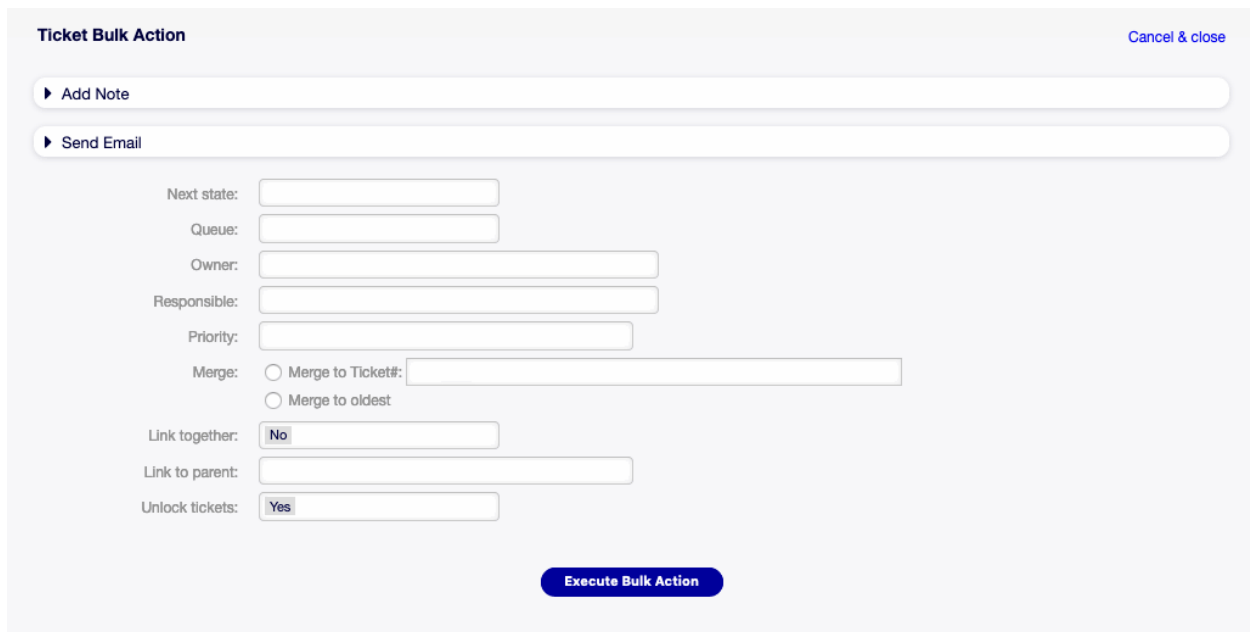 Ticket Bulk Action
Cancel & close
Add Note
Send Email
Next state:
Queue:
Owner:
Responsible:
Priority:
Merge: Merge to Ticket#:
Merge to oldest
Link together: No
Link to parent:
Unlock tickets: Yes
Execute Bulk Action